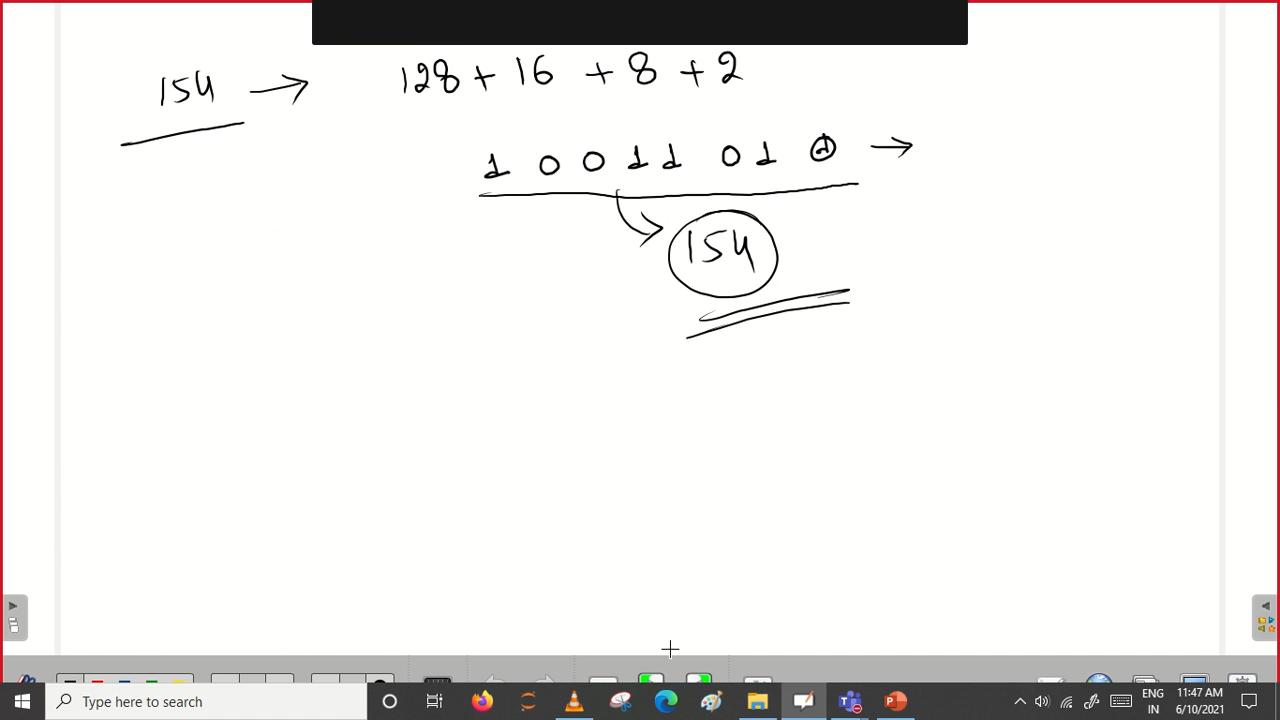 154 → 128 + 16 + 8 + 2
1 0 0 1 1 0 1 →
154
Type here to search
ENG
IN
11:47 AM
6/10/2021